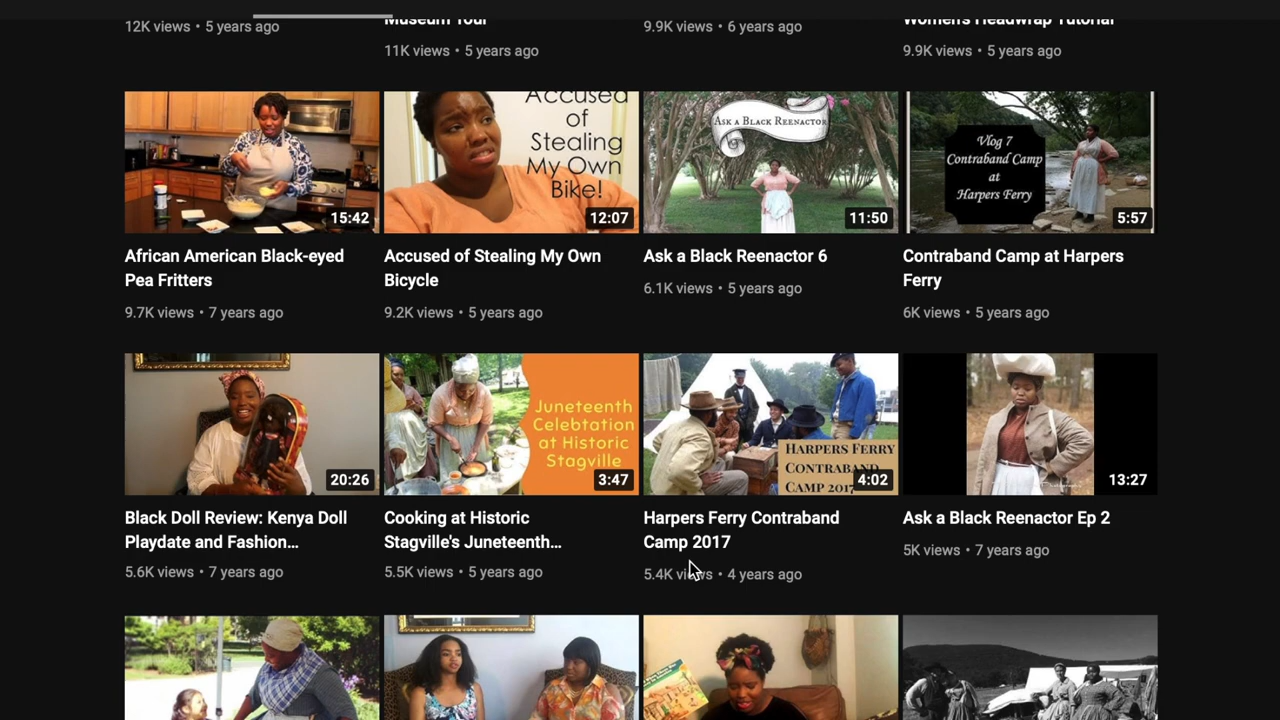 Museum Tour
Women's Headwrap Tutorial
12K views • 5 years ago
11K views • 5 years ago
9.9K views • 6 years ago
9.9K views • 5 years ago
Accused
of
Stealing
My Own
Bike!
15:42
12:07
ASK A BLACK REENACTOR
11:50
Vlog 7
Contraband Camp
at
Harpers Ferry
5:57
African American Black-eyed
Pea Fritters
9.7K views • 7 years ago
Accused of Stealing My Own
Bicycle
9.2K views • 5 years ago
Ask a Black Reenactor 6
6.1K views • 5 years ago
Contraband Camp at Harpers
Ferry
6K views • 5 years ago
20:26
Juneteenth
Celebtation
at Historic
Stagville
3:47
HARPERS FERRY
CONTRABAND
CAMP 2017
4:02
13:27
Black Doll Review: Kenya Doll
Playdate and Fashion...
5.6K views • 7 years ago
Cooking at Historic
Stagville's Juneteenth...
5.5K views • 5 years ago
Harpers Ferry Contraband
Camp 2017
5.4K views • 4 years ago
Ask a Black Reenactor Ep 2
5K views • 7 years ago